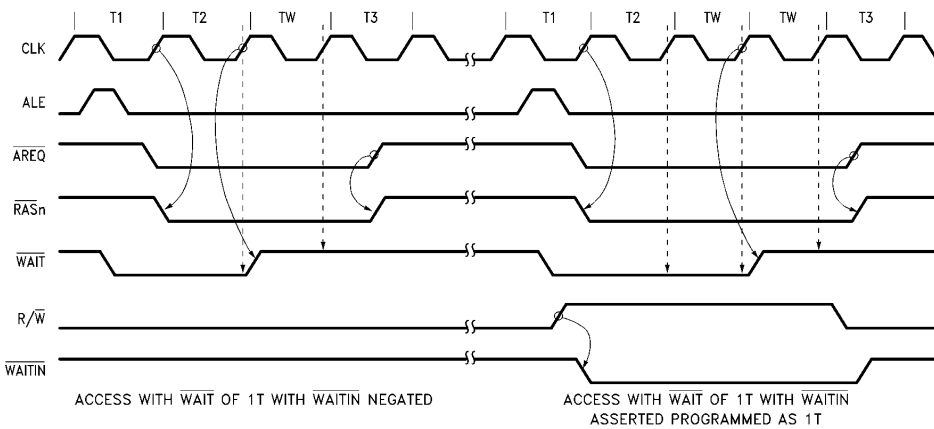 T1 T2 TW T3 T1 T2 TW TW T3
CLK
ALE
AREQ
RASn
WAIT
R/W
WAITIN
ACCESS WITH WAIT OF 1T WITH WAITIN NEGATED
ACCESS WITH WAIT OF 1T WITH WAITIN
ASSERTED PROGRAMMED AS 1T